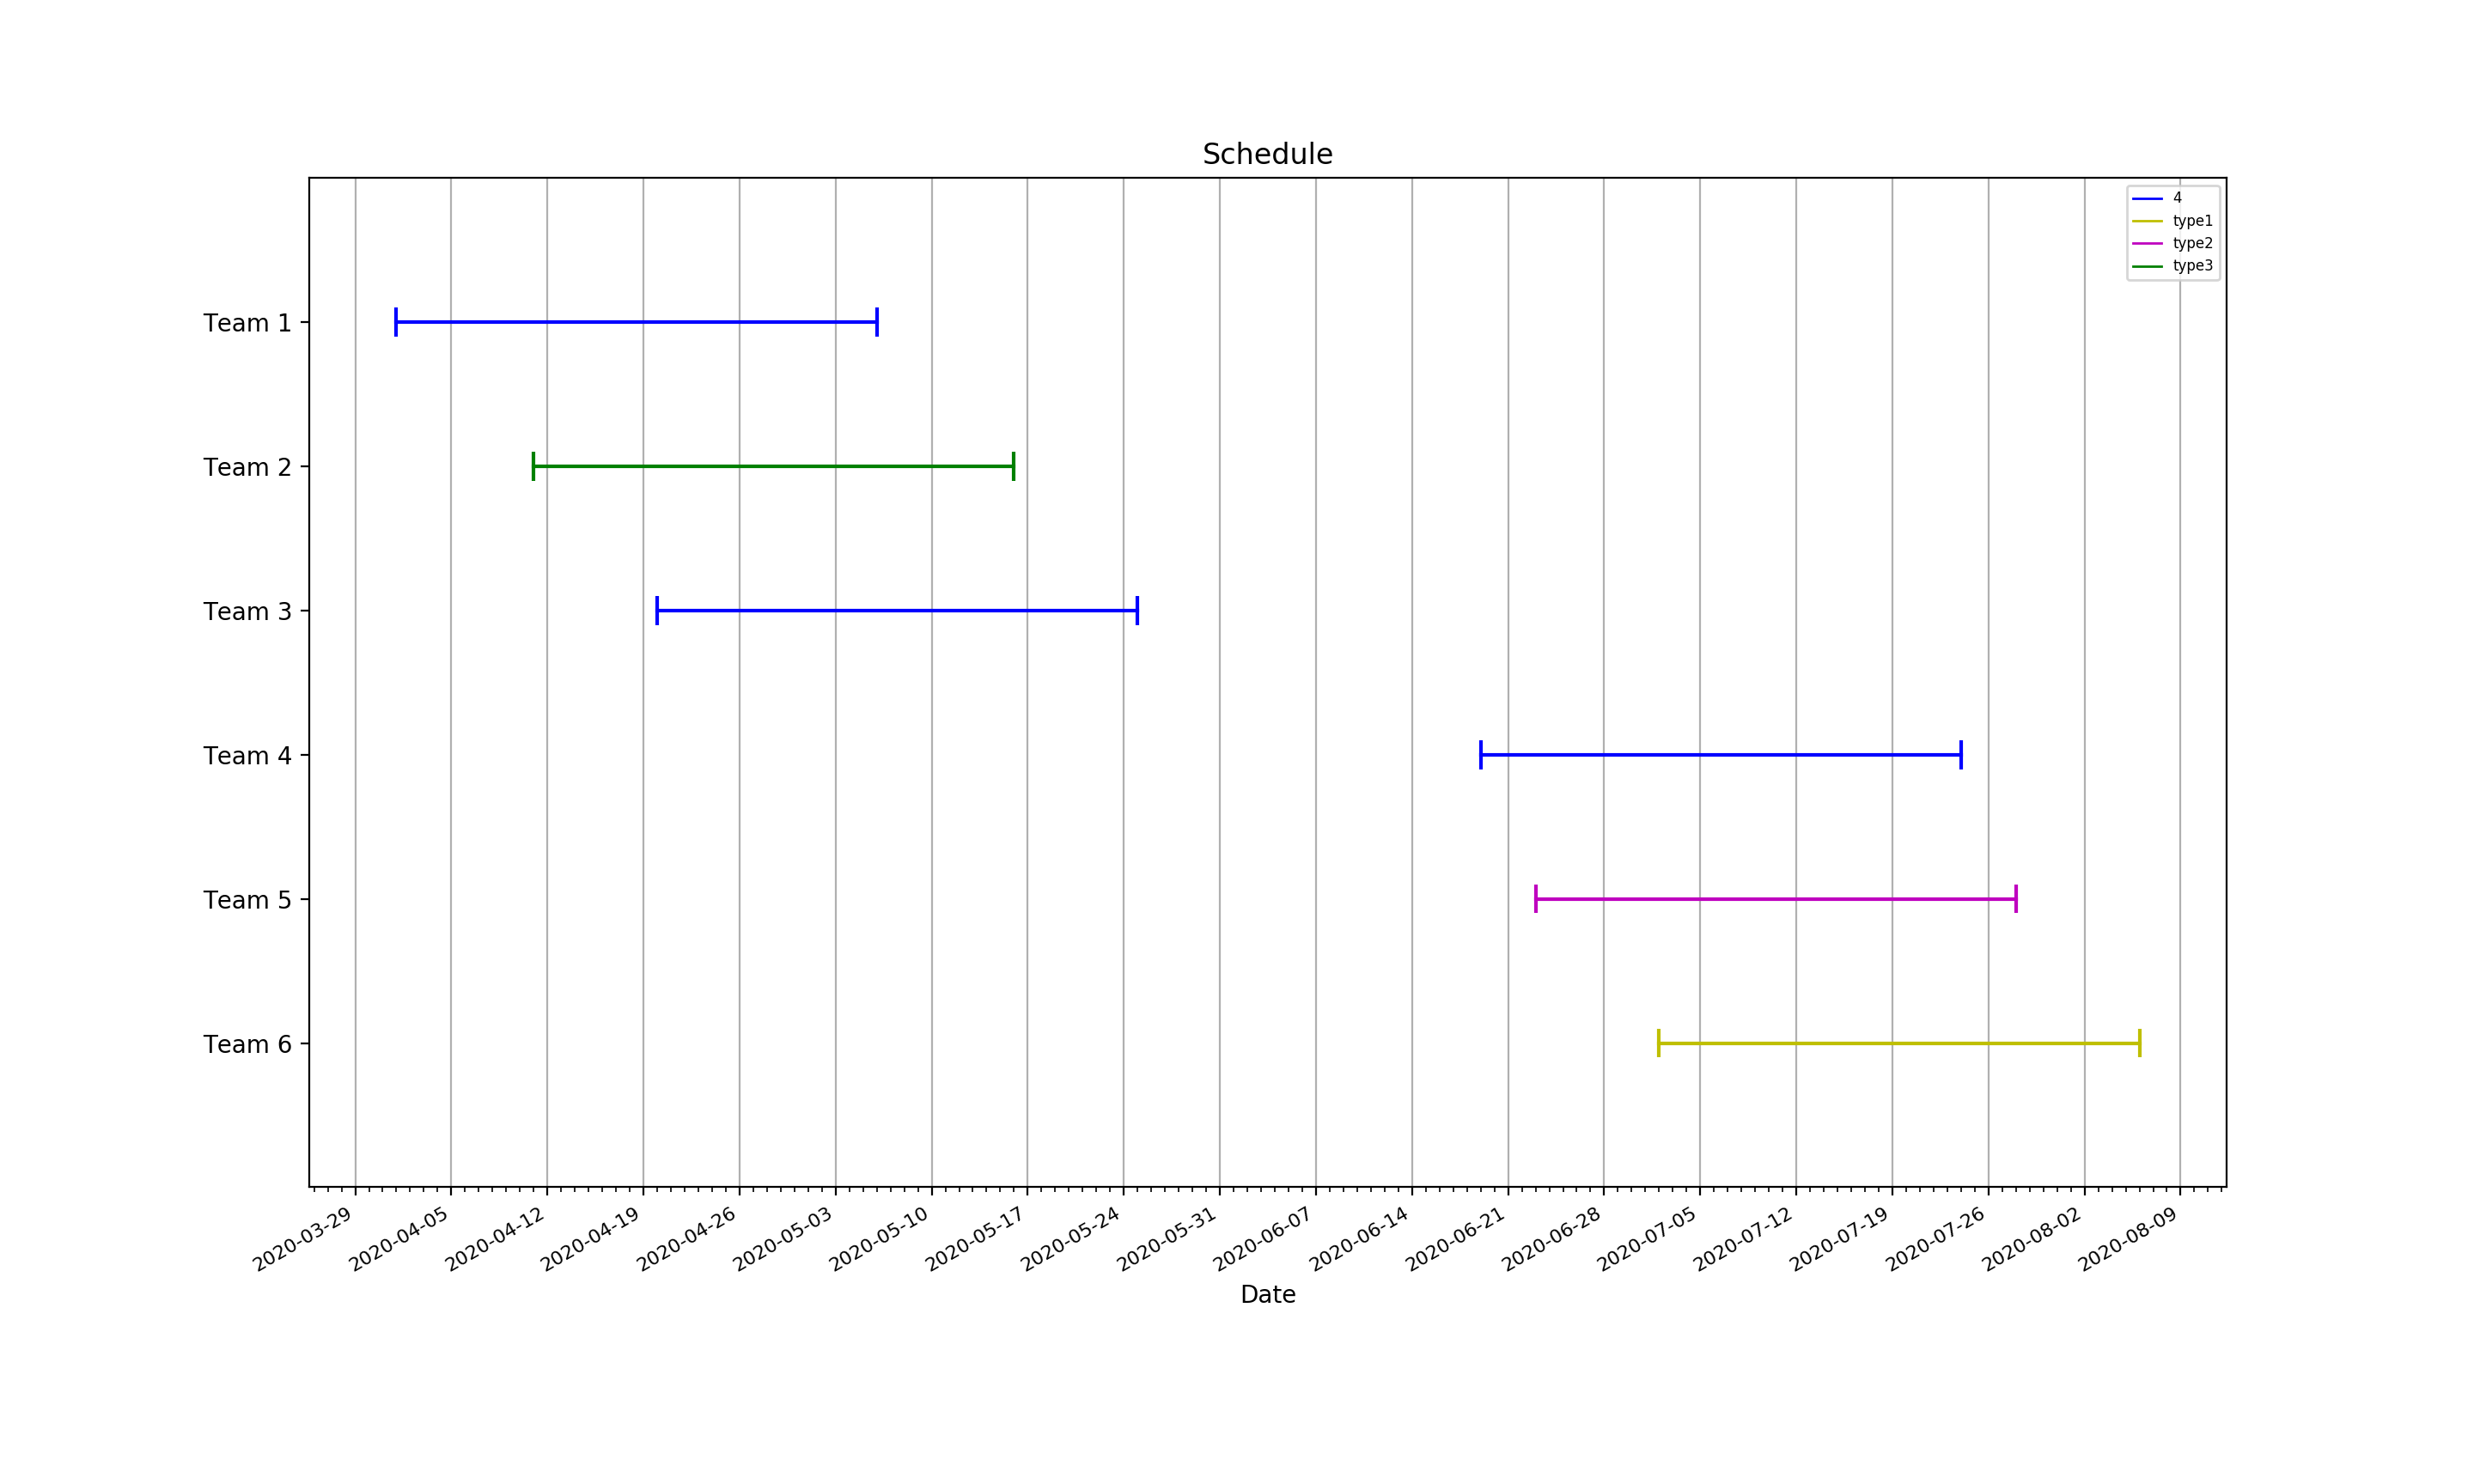 Schedule
4
type1
type2
type3
Team 1
Team 2
Team 3
Team 4
Team 5
Team 6
2020-03-29
2020-04-05
2020-04-12
2020-04-19
2020-04-26
2020-05-03
2020-05-10
2020-05-17
2020-05-24
2020-05-31
2020-06-07
2020-06-14
2020-06-21
2020-06-28
2020-07-05
2020-07-12
2020-07-19
2020-07-26
2020-08-02
2020-08-09
Date